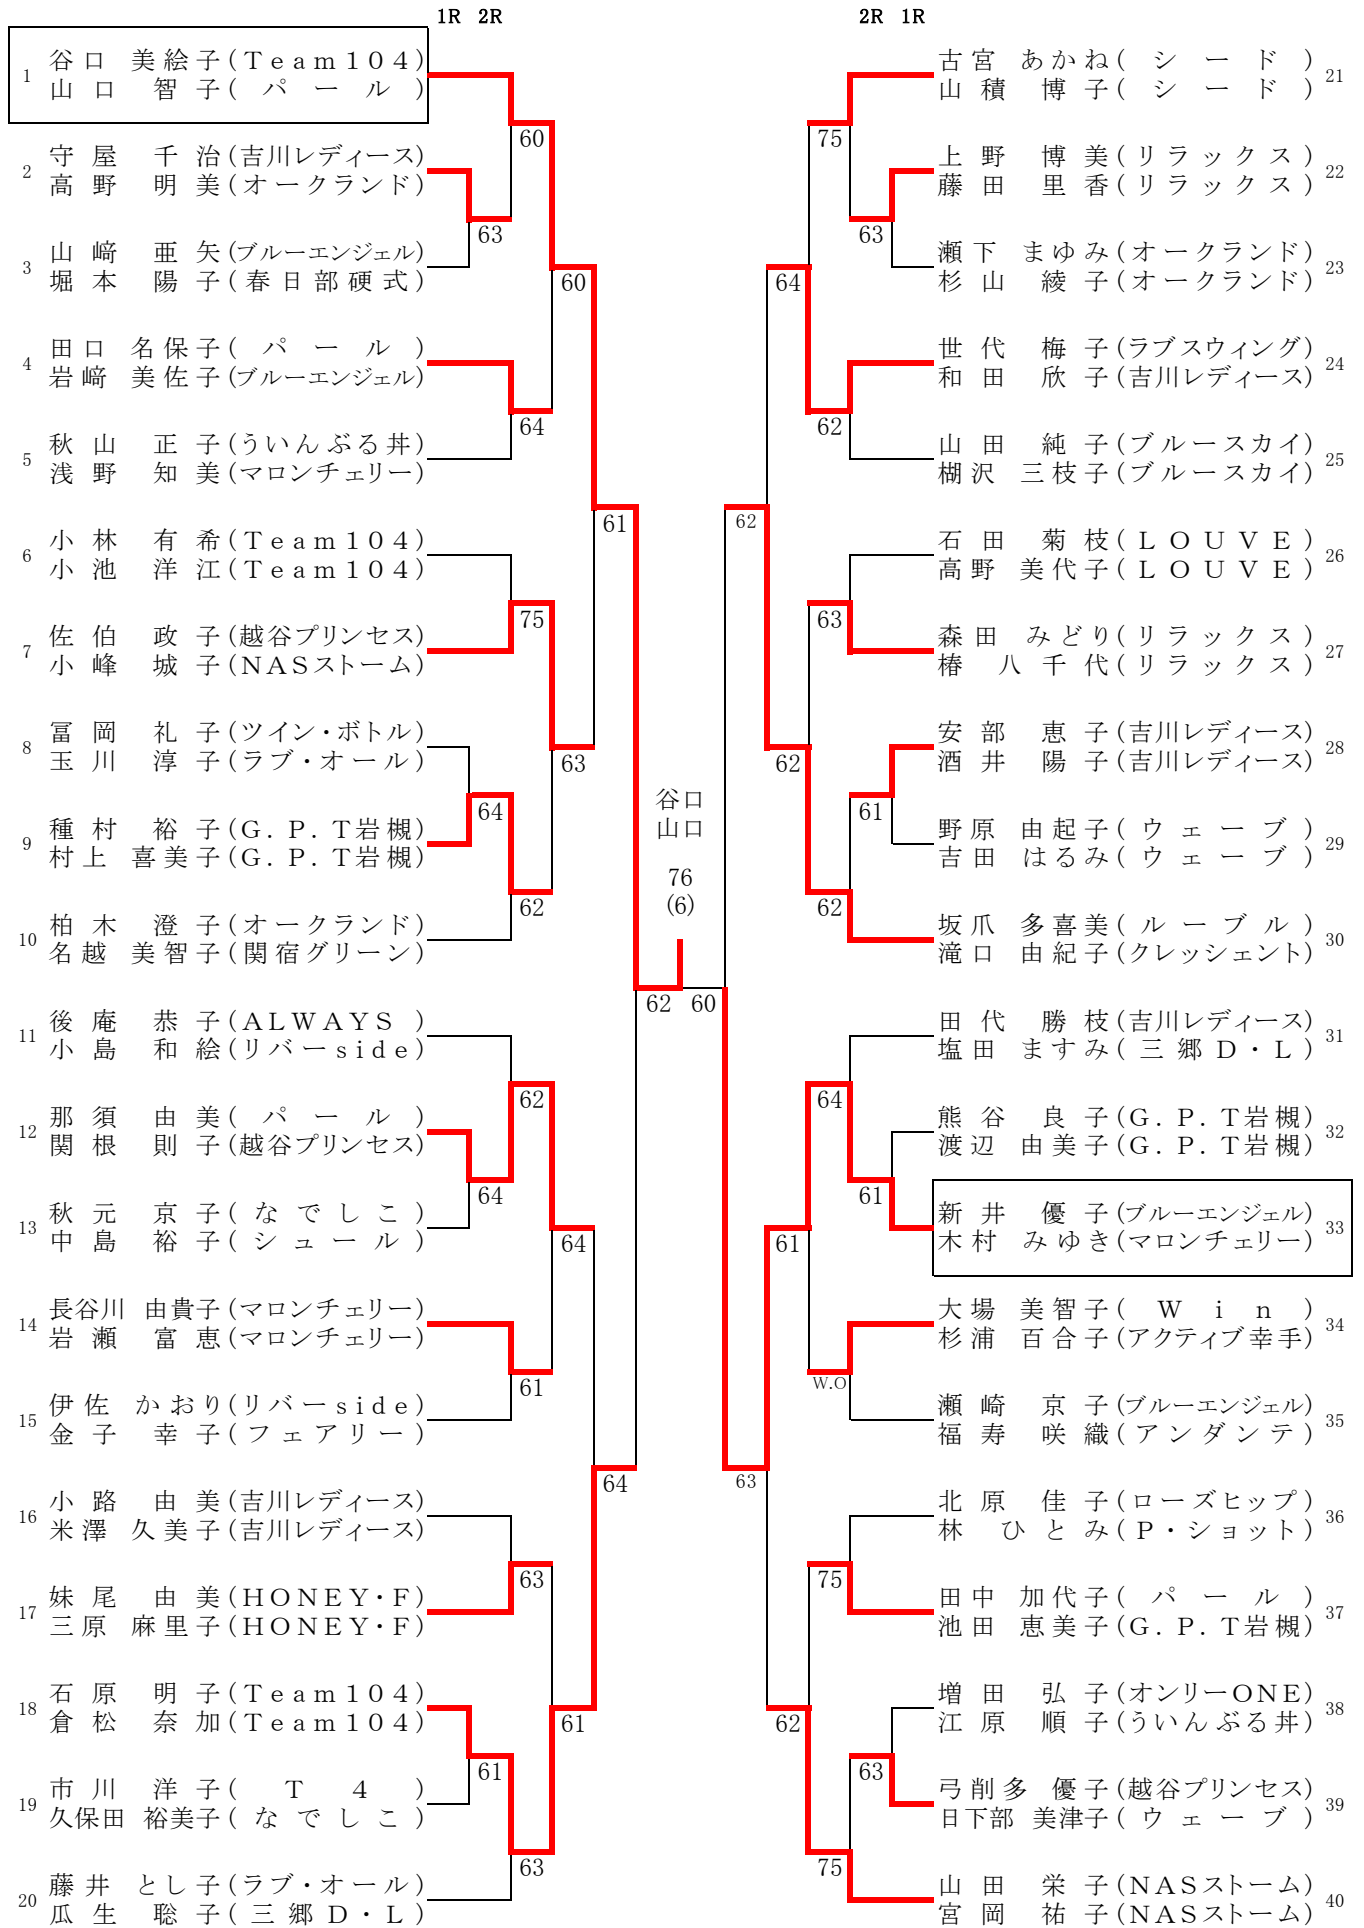 1R 2R
1 谷口 美絵子(Team104)
山口 智子(パール)
2 守屋 千治(吉川レディース)
高野 明美(オークランド)
3 山﨑 亜矢(ブルーエンジェル)
堀本 陽子(春日部硬式)
4 田口 名保子(パール)
岩﨑 美佐子(ブルーエンジェル)
5 秋山 正子(ういんぶる丼)
浅野 知美(マロンチェリー)
6 小林 有希(Team104)
小池 洋江(Team104)
7 佐伯 政子(越谷プリンセス)
小峰 城子(NASストーム)
8 冨岡 礼子(ツイン・ボトル)
玉川 淳子(ラブ・オール)
9 種村 裕子(G.P.T岩槻)
村上 喜美子(G.P.T岩槻)
10 柏木 澄子(オークランド)
名越 美智子(関宿グリーン)
11 後庵 恭子(ALWAYS)
小島 和絵(リバーside)
12 那須 由美(パール)
関根 則子(越谷プリンセス)
13 秋元 京子(なでしこ)
中島 裕子(シュール)
14 長谷川 由貴子(マロンチェリー)
岩瀬 富恵(マロンチェリー)
15 伊佐 かおり(リバーside)
金子 幸子(フェアリー)
16 小路 由美(吉川レディース)
米澤 久美子(吉川レディース)
17 妹尾 由美(HONEY・F)
三原 麻里子(HONEY・F)
18 石原 明子(Team104)
倉松 奈加(Team104)
19 市川 洋子(T4)
久保田 裕美子(なでしこ)
20 藤井 とし子(ラブ・オール)
瓜生 聡子(三郷D・L)
63
64
64
61
60
64
75
62
62
61
63
63
60
63
64
61
61
64
62
谷口
山口
76
(6)
60
62
63
64
62
61
62
75
62
63
62
64
W.O
75
75
63
61
61
63
2R 1R
古宮 あかね(シード) 21
山積 博子(シード)
上野 博美(リラックス) 22
藤田 里香(リラックス)
瀬下 まゆみ(オークランド) 23
杉山 綾子(オークランド)
世代 梅子(ラブスウィング) 24
和田 欣子(吉川レディース)
山田 純子(ブルースカイ) 25
楜沢 三枝子(ブルースカイ)
石田 菊枝(LOUVE) 26
高野 美代子(LOUVE)
森田 みどり(リラックス) 27
椿 八千代(リラックス)
安部 恵子(吉川レディース) 28
酒井 陽子(吉川レディース)
野原 由起子(ウェーブ) 29
吉田 はるみ(ウェーブ)
坂爪 多喜美(ルーブル) 30
滝口 由紀子(クレッシェント)
田代 勝枝(吉川レディース) 31
塩田 ますみ(三郷D・L)
熊谷 良子(G.P.T岩槻) 32
渡辺 由美子(G.P.T岩槻)
新井 優子(ブルーエンジェル) 33
木村 みゆき(マロンチェリー)
大場 美智子(Win) 34
杉浦 百合子(アクティブ幸手)
瀬崎 京子(ブルーエンジェル) 35
福寿 咲織(アンダンテ)
北原 佳子(ローズヒップ) 36
林 ひとみ(P・ショット)
田中 加代子(パール) 37
池田 恵美子(G.P.T岩槻)
増田 弘子(オンリーONE) 38
江原 順子(ういんぶる丼)
弓削多 優子(越谷プリンセス) 39
日下部 美津子(ウェーブ)
山田 栄子(NASストーム) 40
宮岡 祐子(NASストーム)